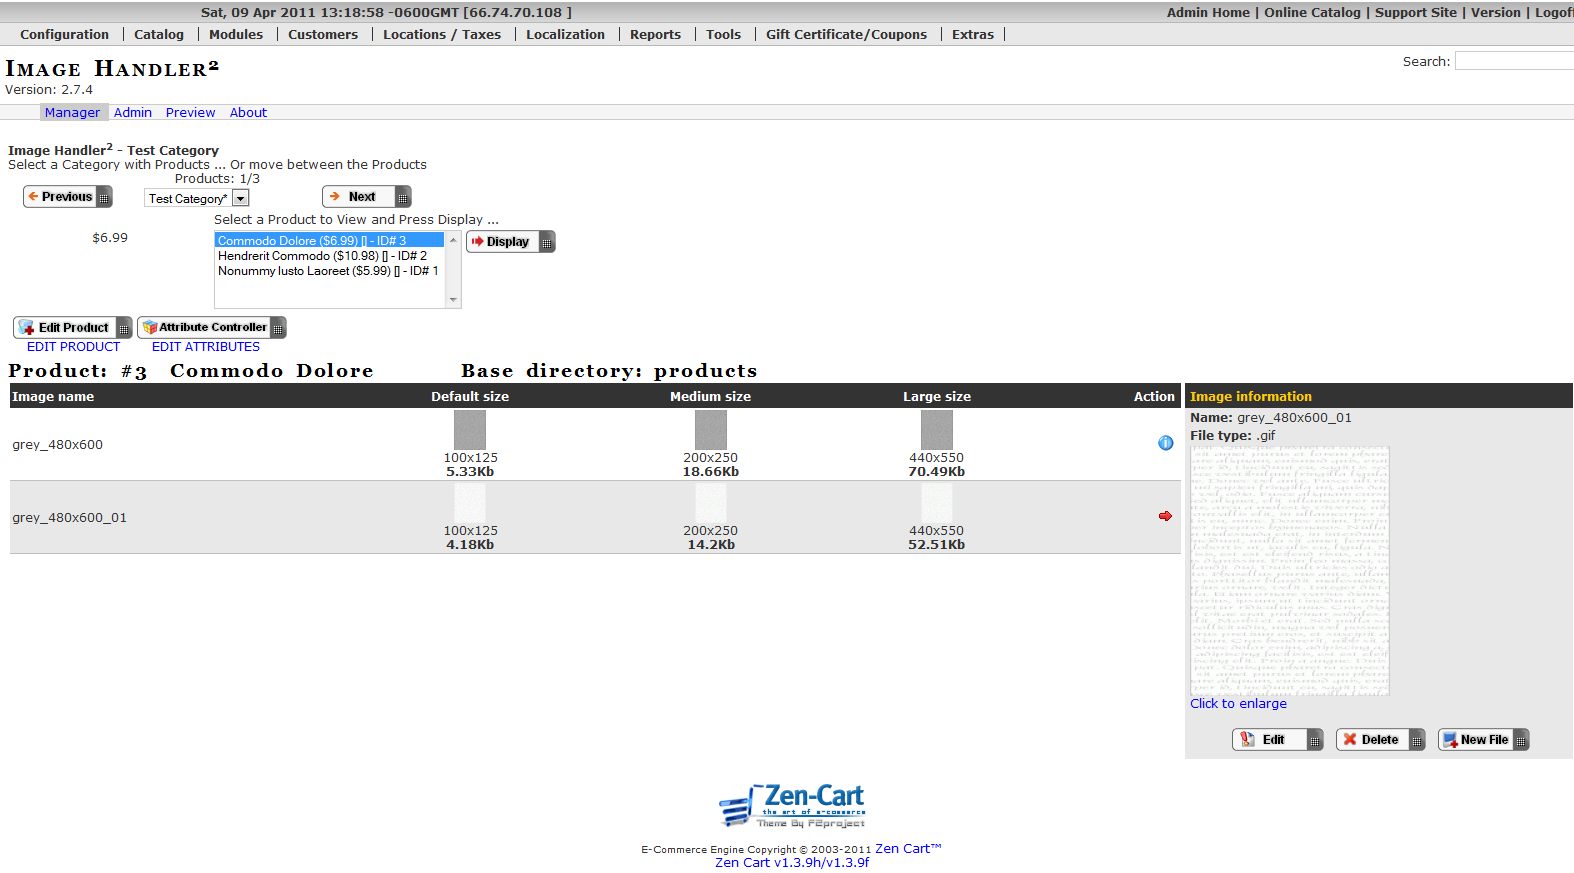 Sat, 09 Apr 2011 13:18:58 -0600GMT [66.74.70.108 ]
Admin Home | Online Catalog | Support Site | Version | Logoff
Configuration | Catalog | Modules | Customers | Locations / Taxes | Localization | Reports | Tools | Gift Certificate/Coupons | Extras |
Image Handler²
Search:
Version: 2.7.4
Manager Admin Preview About
Image Handler² - Test Category
Select a Category with Products ... Or move between the Products
Products: 1/3
Previous Test Category* Next
Select a Product to View and Press Display ...
$6.99
Commodo Dolore ($6.99) [] - ID# 3
Display
Hendrerit Commodo ($10.98) [] - ID# 2
Nonummy Iusto Laoreet ($5.99) [] - ID# 1
Edit Product Attribute Controller
EDIT PRODUCT EDIT ATTRIBUTES
Product: #3 Commodo Dolore Base directory: products
Image name Default size Medium size Large size Action
grey_480x600
100x125 200x250 440x550
5.33Kb 18.66Kb 70.49Kb
grey_480x600_01
100x125 200x250 440x550
4.18Kb 14.2Kb 52.51Kb
Image information
Name: grey_480x600_01
File type: .gif
Click to enlarge
Edit Delete New File
Zen-Cart
the art of e-commerce
Theme By F2project
E-Commerce Engine Copyright © 2003-2011 Zen Cart™
Zen Cart v1.3.9h/v1.3.9f